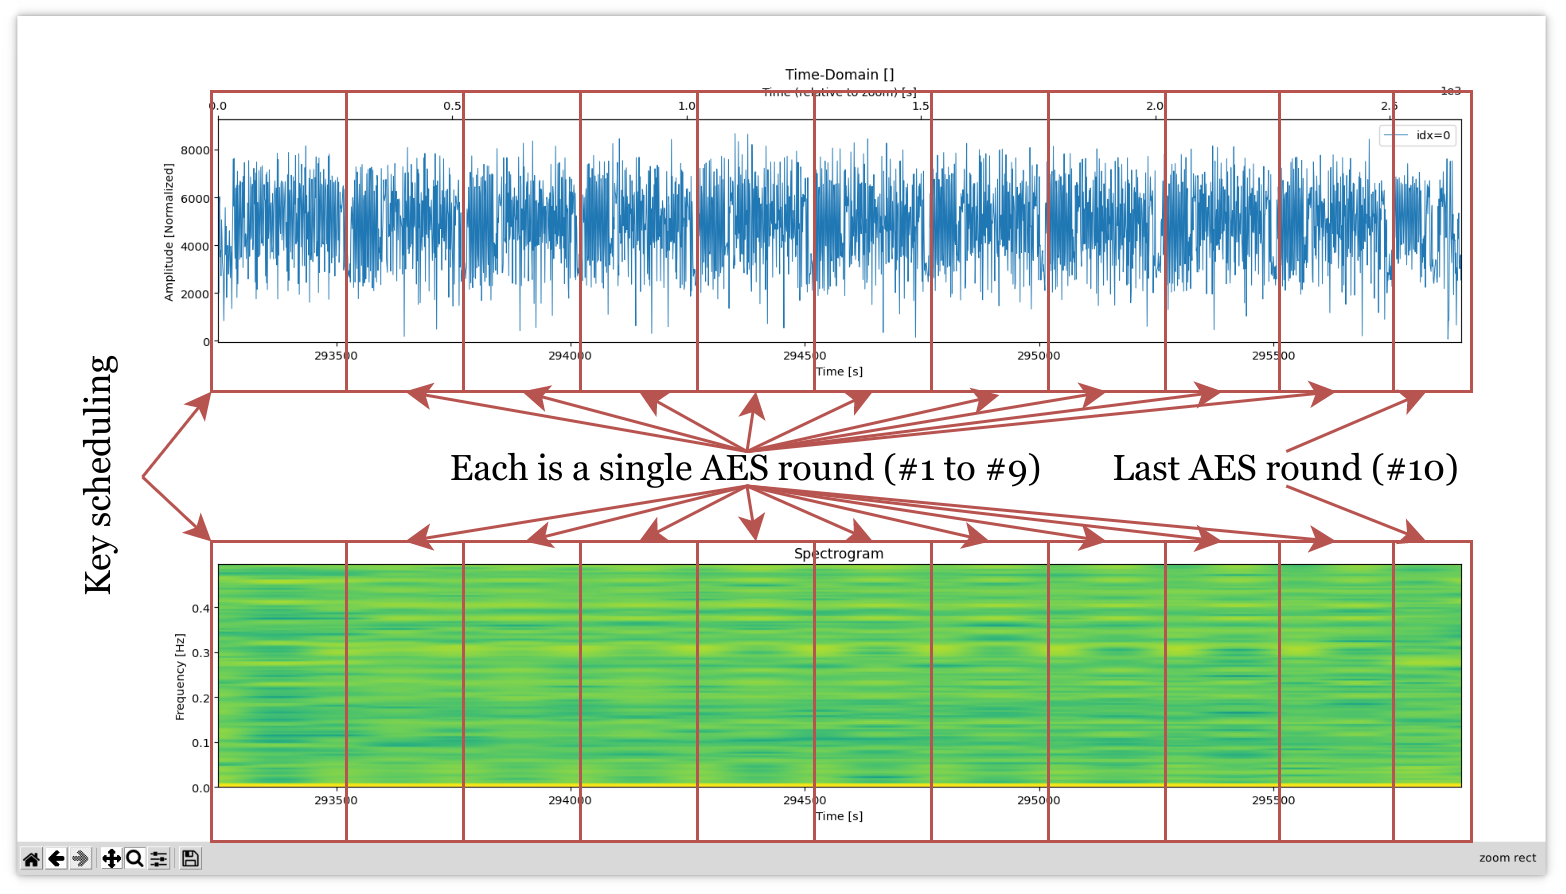 Time-Domain []
Time (relative to zoom) [s]
1e3
0.0 0.5 1.0 1.5 2.0 2.5
idx=0
Amplitude [Normalized]
8000
6000
4000
2000
0
293500 294000 294500 295000 295500
Time [s]
Key scheduling
Each is a single AES round (#1 to #9)
Last AES round (#10)
Spectrogram
Frequency [Hz]
0.4
0.3
0.2
0.1
0.0
293500 294000 294500 295000 295500
Time [s]
zoom rect